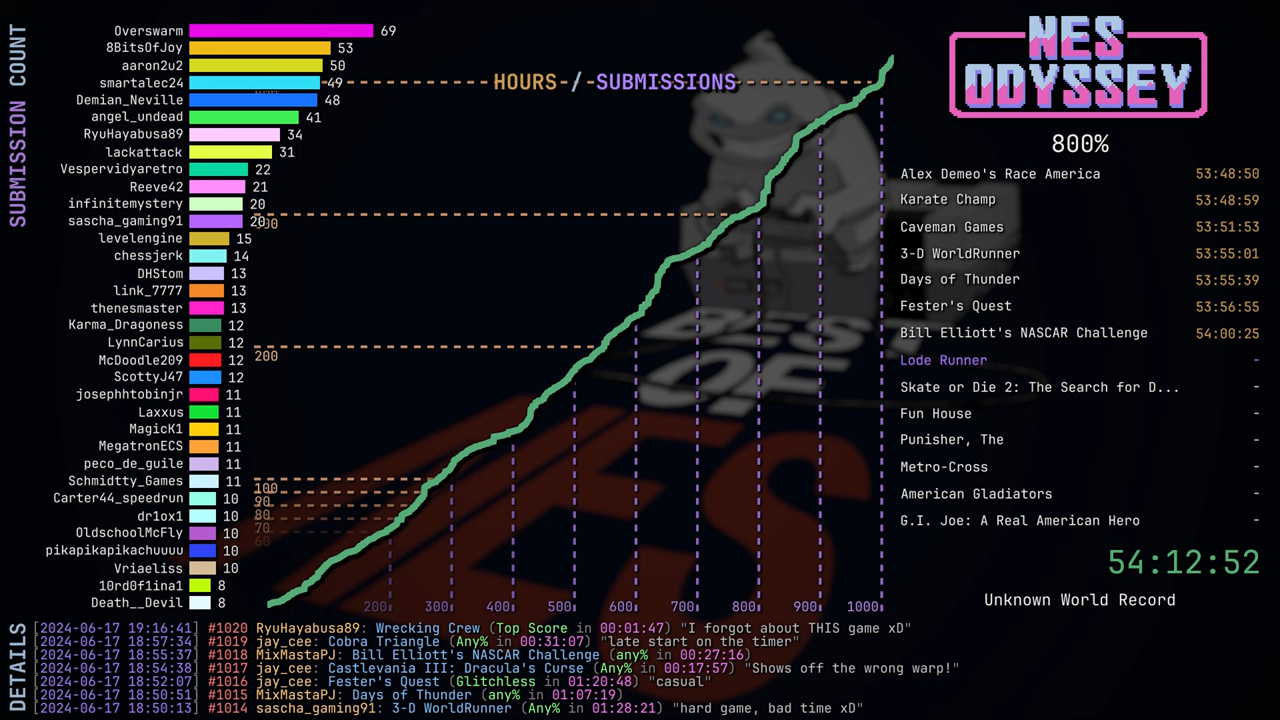 SUBMISSION COUNT
Overswarm 69
8BitsOfJoy 53
aaron2u2 50
smartalec24 49
Demian_Neville 48
angel_undead 41
RyuHayabusa89 34
lackattack 31
Vespervidyaretro 22
Reeve42 21
infinitemystery 20
sascha_gaming91 20
levelengine 15
chessjerk 14
DHStom 13
link_7777 13
thenesmaster 13
Karma_Dragoness 12
LynnCarius 12
McDoodle209 12
ScottyJ47 12
josephhtobinjr 11
Laxxus 11
MagicK1 11
MegatronECS 11
peco_de_guile 11
Schmidtty_Games 11
Carter44_speedrun 10
dr1ox1 10
OldschoolMcFly 10
pikapikapikachuuuu 10
Vriaeliss 10
10rd0f1ina1 8
Death__Devil 8
HOURS / SUBMISSIONS
300
200
100
90
80
70
60
200 300 400 500 600 700 800 900 1000
BEST
OF
NES
NES
ODYSSEY
800%
Alex Demeo's Race America 53:48:50
Karate Champ 53:48:59
Caveman Games 53:51:53
3-D WorldRunner 53:55:01
Days of Thunder 53:55:39
Fester's Quest 53:56:55
Bill Elliott's NASCAR Challenge 54:00:25
Lode Runner -
Skate or Die 2: The Search for D... -
Fun House -
Punisher, The -
Metro-Cross -
American Gladiators -
G.I. Joe: A Real American Hero -
54:12:52
Unknown World Record
DETAILS
[2024-06-17 19:16:41] #1020 RyuHayabusa89: Wrecking Crew (Top Score in 00:01:47) "I forgot about THIS game xD"
[2024-06-17 18:57:34] #1019 jay_cee: Cobra Triangle (Any% in 00:31:07) "late start on the timer"
[2024-06-17 18:55:37] #1018 MixMastaPJ: Bill Elliott's NASCAR Challenge (any% in 00:27:16)
[2024-06-17 18:54:38] #1017 jay_cee: Castlevania III: Dracula's Curse (Any% in 00:17:57) "Shows off the wrong warp!"
[2024-06-17 18:52:07] #1016 jay_cee: Fester's Quest (Glitchless in 01:20:48) "casual"
[2024-06-17 18:50:51] #1015 MixMastaPJ: Days of Thunder (any% in 01:07:19)
[2024-06-17 18:50:13] #1014 sascha_gaming91: 3-D WorldRunner (Any% in 01:28:21) "hard game, bad time xD"